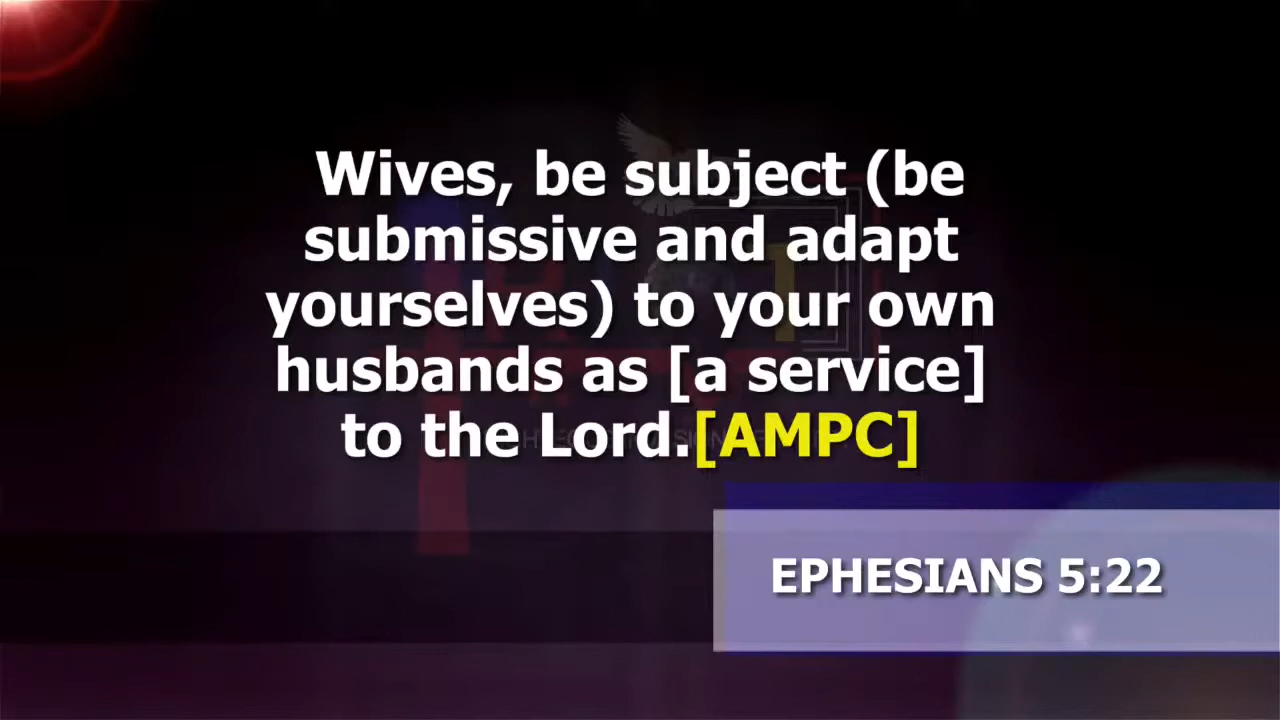 Wives, be subject (be
submissive and adapt
yourselves) to your own
husbands as [a service]
to the Lord.[AMPC]
EPHESIANS 5:22